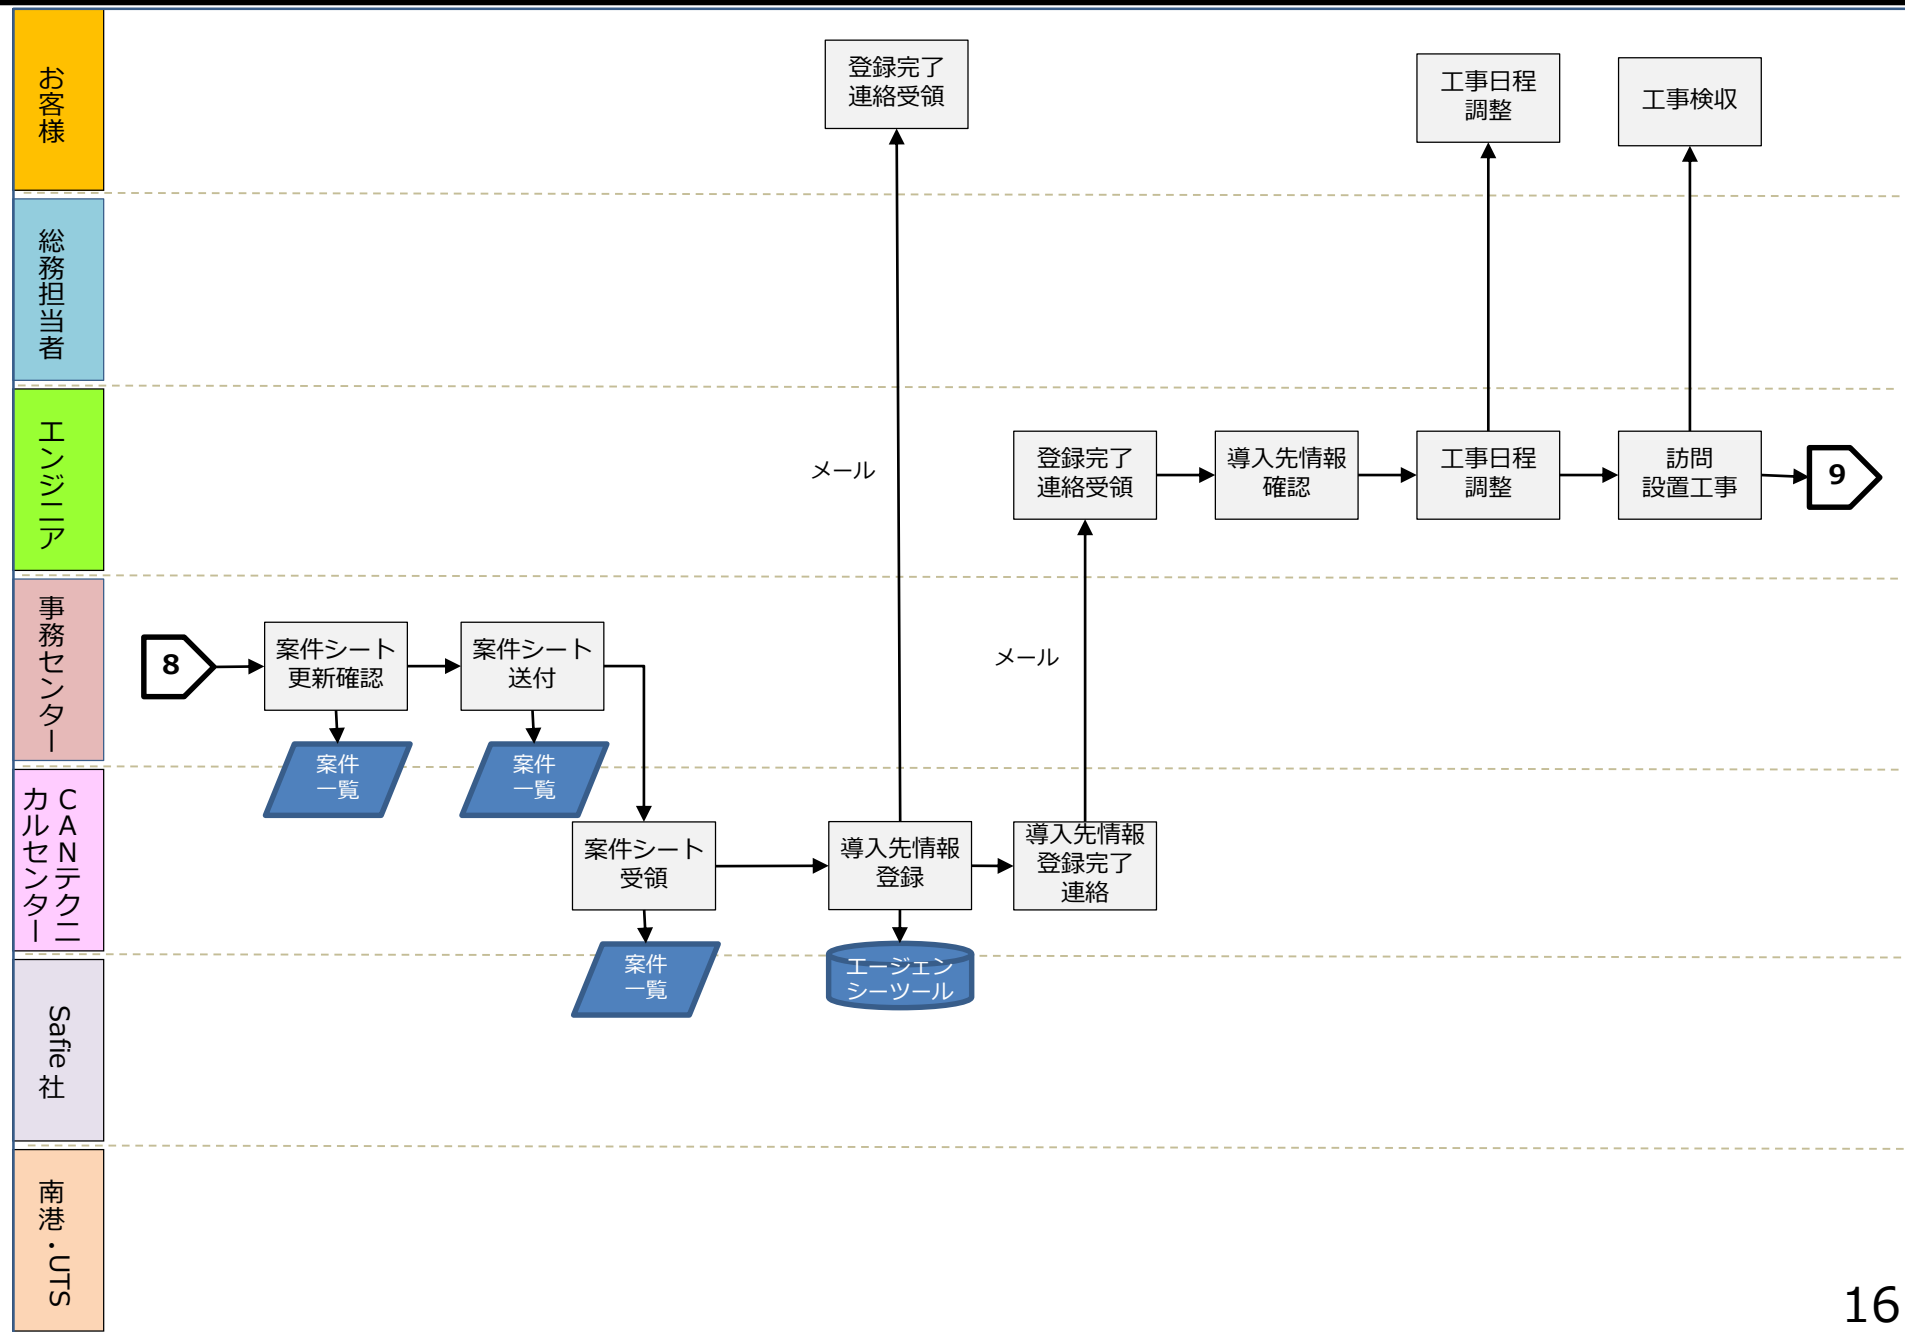 お客様
登録完了
連絡受領
工事日程
調整
工事検収
総務担当者
エンジニア
メール
登録完了
連絡受領
導入先情報
確認
工事日程
調整
訪問
設置工事
9
事務センター
8
案件シート
更新確認
案件シート
送付
メール
案件
一覧
案件
一覧
CANテクニ
カルセンター
案件シート
受領
導入先情報
登録
導入先情報
登録完了
連絡
Safie社
案件
一覧
エージェン
シーツール
南港・UTS
16